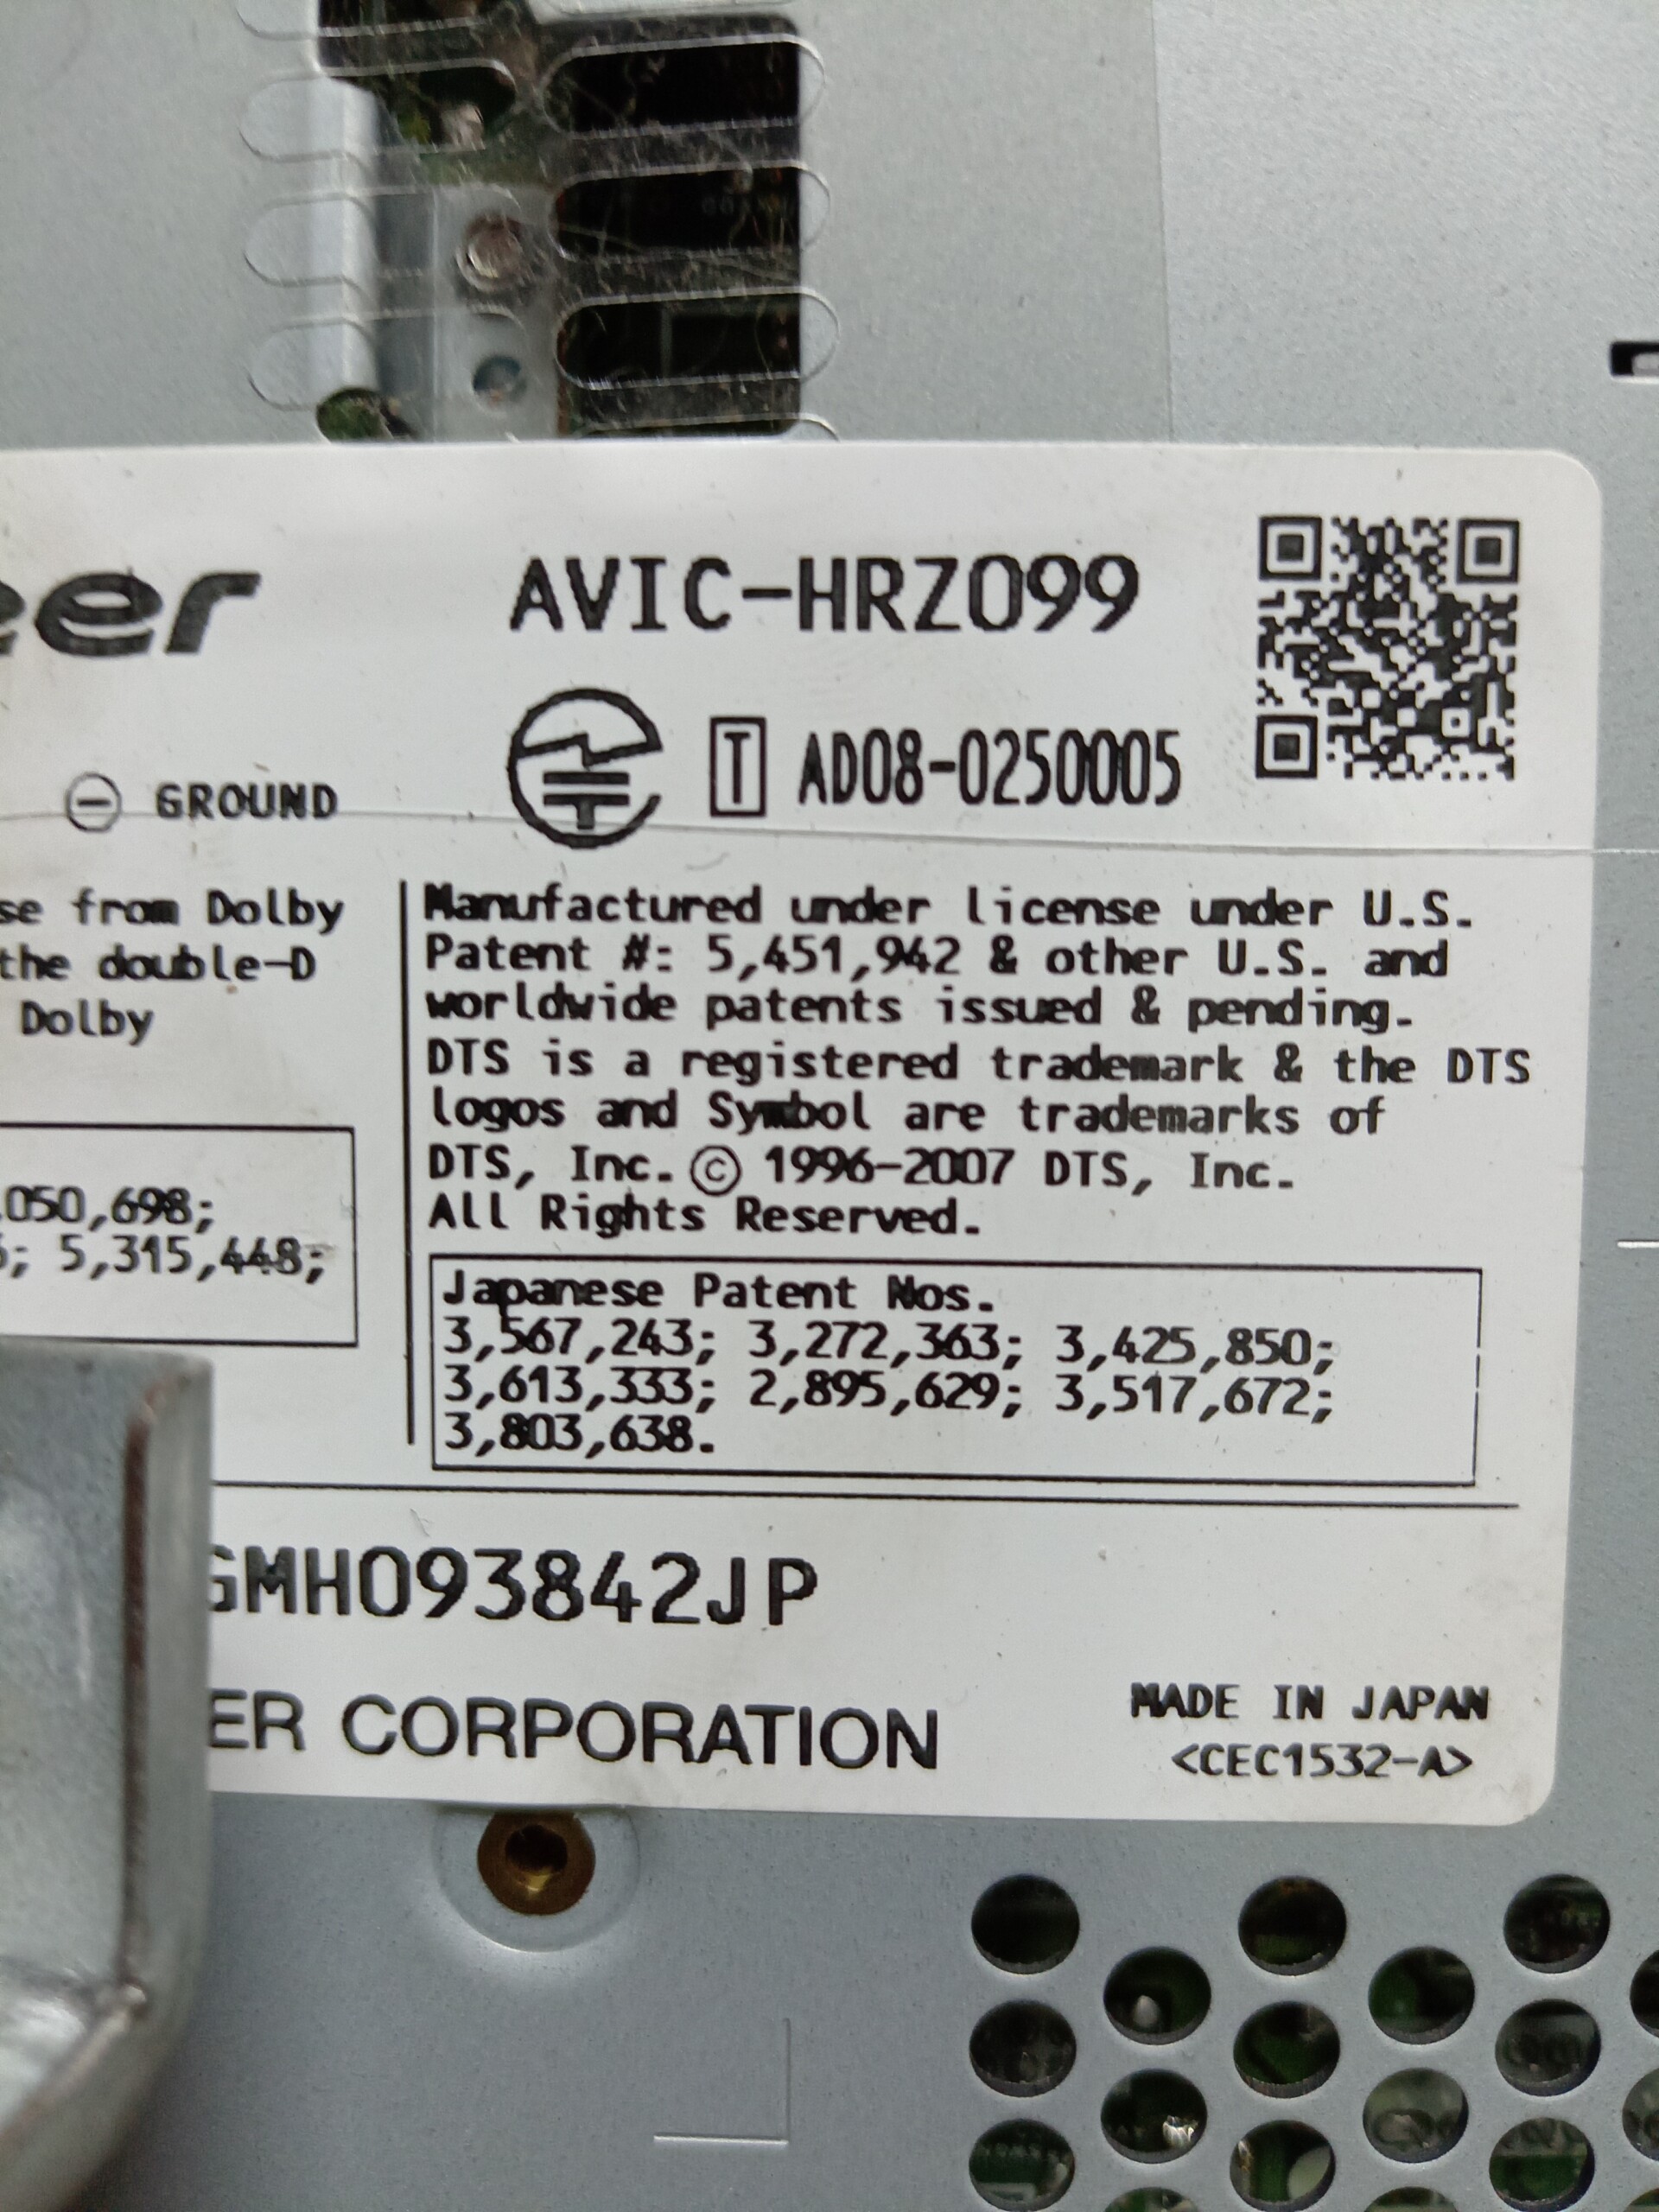 eer
AVIC-HRZ099
T AD08-0250005
⊖ GROUND
se from Dolby
the double-D
Dolby
050,698;
; 5,315,448;
Manufactured under license under U.S.
Patent #: 5,451,942 & other U.S. and
worldwide patents issued & pending.
DTS is a registered trademark & the DTS
logos and Symbol are trademarks of
DTS, Inc. © 1996-2007 DTS, Inc.
All Rights Reserved.
Japanese Patent Nos.
3,567,243; 3,272,363; 3,425,850;
3,613,333; 2,895,629; 3,517,672;
3,803,638.
GMH093842JP
ER CORPORATION
MADE IN JAPAN
<CEC1532-A>